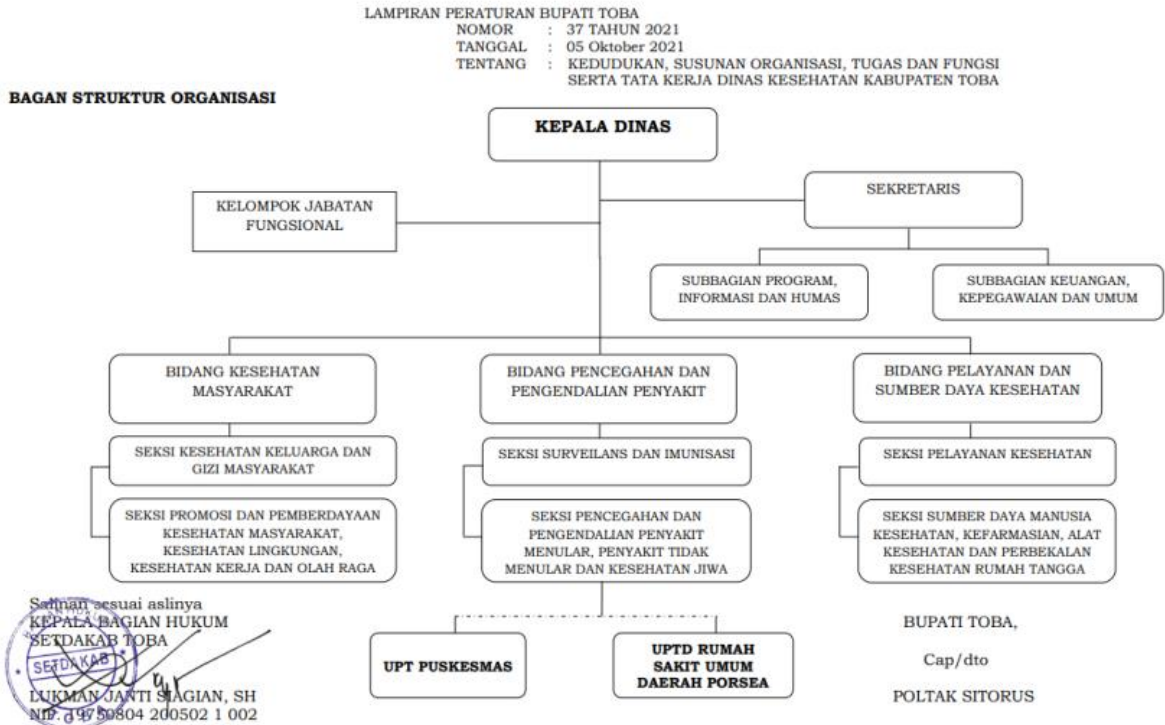 LAMPIRAN PERATURAN BUPATI TOBA
NOMOR : 37 TAHUN 2021
TANGGAL : 05 Oktober 2021
TENTANG : KEDUDUKAN, SUSUNAN ORGANISASI, TUGAS DAN FUNGSI
SERTA TATA KERJA DINAS KESEHATAN KABUPATEN TOBA
BAGAN STRUKTUR ORGANISASI
KEPALA DINAS
KELOMPOK JABATAN
FUNGSIONAL
SEKRETARIS
SUBBAGIAN PROGRAM,
INFORMASI DAN HUMAS
SUBBAGIAN KEUANGAN,
KEPEGAWAIAN DAN UMUM
BIDANG KESEHATAN
MASYARAKAT
BIDANG PENCEGAHAN DAN
PENGENDALIAN PENYAKIT
BIDANG PELAYANAN DAN
SUMBER DAYA KESEHATAN
SEKSI KESEHATAN KELUARGA DAN
GIZI MASYARAKAT
SEKSI SURVEILANS DAN IMUNISASI
SEKSI PELAYANAN KESEHATAN
SEKSI PROMOSI DAN PEMBERDAYAAN
KESEHATAN MASYARAKAT,
KESEHATAN LINGKUNGAN,
KESEHATAN KERJA DAN OLAH RAGA
SEKSI PENCEGAHAN DAN
PENGENDALIAN PENYAKIT
MENULAR, PENYAKIT TIDAK
MENULAR DAN KESEHATAN JIWA
SEKSI SUMBER DAYA MANUSIA
KESEHATAN, KEFARMASIAN, ALAT
KESEHATAN DAN PERBEKALAN
KESEHATAN RUMAH TANGGA
UPT PUSKESMAS
UPTD RUMAH
SAKIT UMUM
DAERAH PORSEA
Salinan sesuai aslinya
KEPALA BAGIAN HUKUM
SETDAKAB TOBA
SETDAKAB
TOBA
LUKMAN JANTI SIAGIAN, SH
NIP. 19750804 200502 1 002
BUPATI TOBA,
Cap/dto
POLTAK SITORUS